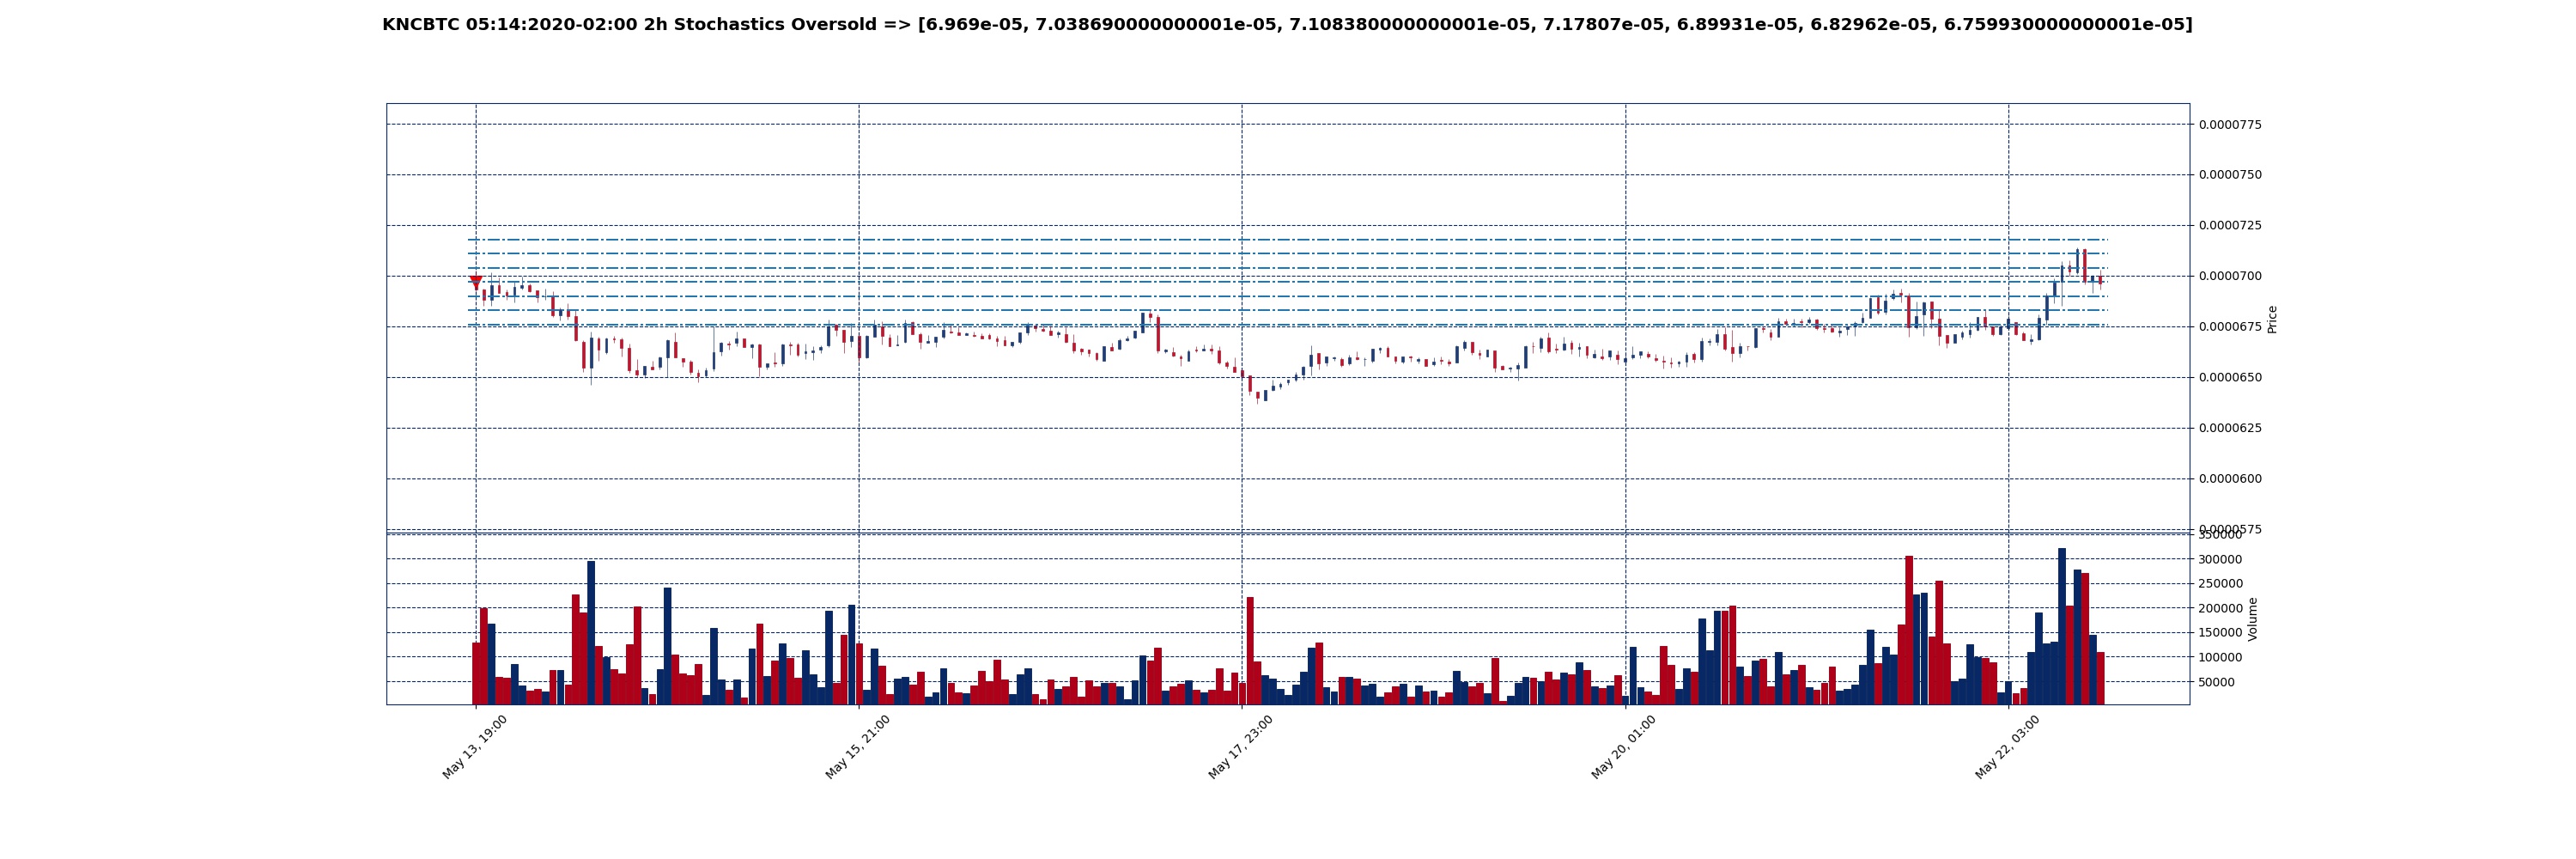 KNCBTC 05:14:2020-02:00 2h Stochastics Oversold => [6.969e-05, 7.038690000000001e-05, 7.108380000000001e-05, 7.17807e-05, 6.89931e-05, 6.82962e-05, 6.759930000000001e-05]
0.0000775
0.0000750
0.0000725
0.0000700
0.0000675
0.0000650
0.0000625
0.0000600
0.0000575
Price
350000
300000
250000
200000
150000
100000
50000
Volume
May 13, 19:00
May 15, 21:00
May 17, 23:00
May 20, 01:00
May 22, 03:00